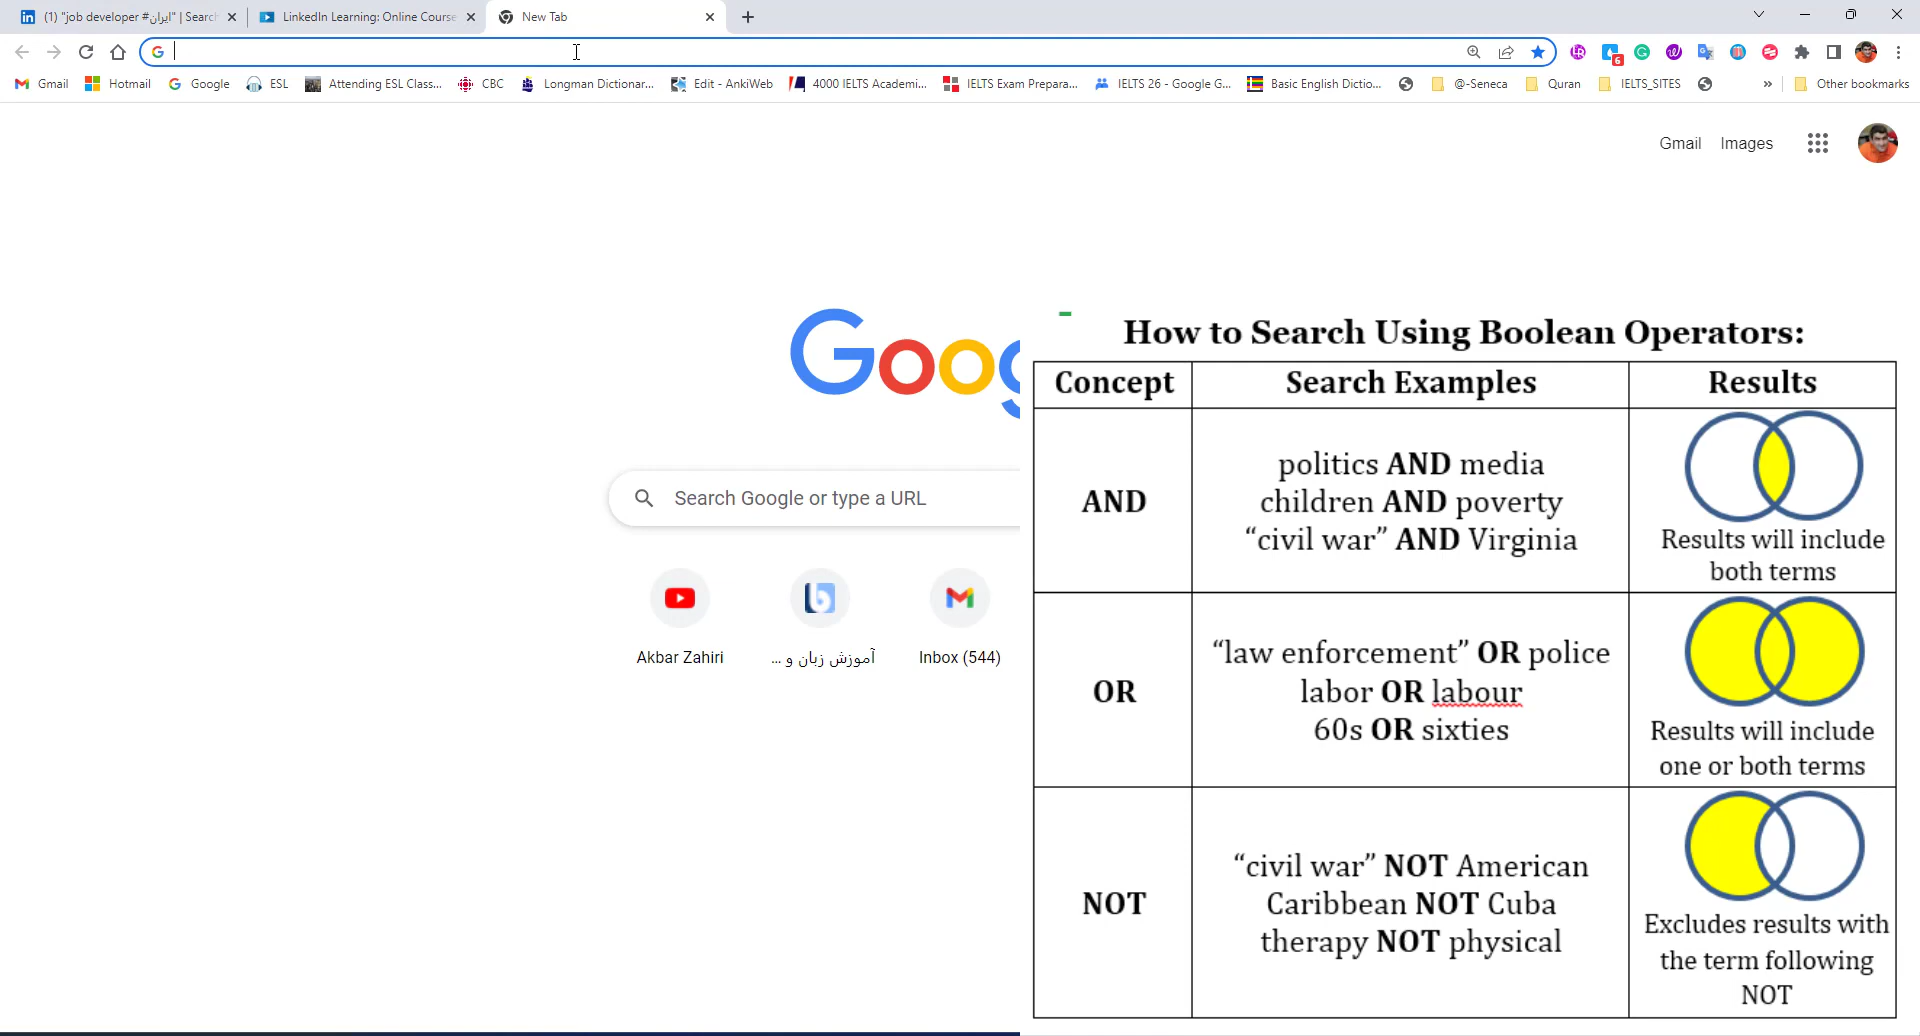 (1) "job developer #ایران" | Search
LinkedIn Learning: Online Course
New Tab
6
Gmail
Hotmail
Google
ESL
Attending ESL Class...
CBC
Longman Dictionar...
Edit - AnkiWeb
4000 IELTS Academi...
IELTS Exam Prepara...
IELTS 26 - Google G...
Basic English Dictio...
@-Seneca
Quran
IELTS_SITES
»
Other bookmarks
Gmail Images
Goog
Search Google or type a URL
Akbar Zahiri
آموزش زبان و ...
Inbox (544)
How to Search Using Boolean Operators:
Concept
Search Examples
Results
AND
politics AND media
children AND poverty
“civil war” AND Virginia
Results will include
both terms
OR
“law enforcement” OR police
labor OR labour
60s OR sixties
Results will include
one or both terms
NOT
“civil war” NOT American
Caribbean NOT Cuba
therapy NOT physical
Excludes results with
the term following
NOT